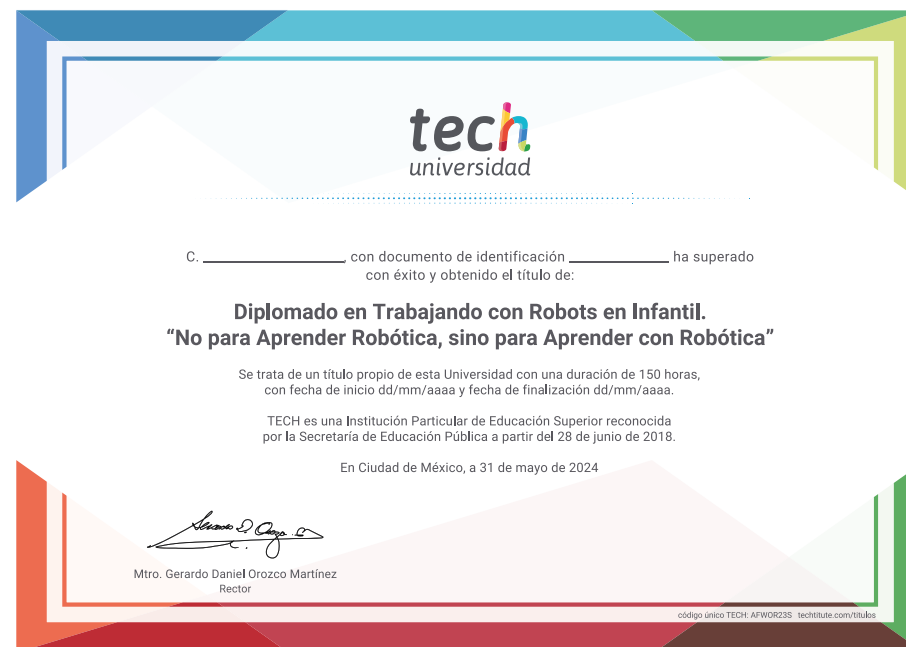 tech
universidad
C. ____________, con documento de identificación ____________ ha superado
con éxito y obtenido el título de:
Diplomado en Trabajando con Robots en Infantil.
“No para Aprender Robótica, sino para Aprender con Robótica”
Se trata de un título propio de esta Universidad con una duración de 150 horas,
con fecha de inicio dd/mm/aaaa y fecha de finalización dd/mm/aaaa.
TECH es una Institución Particular de Educación Superior reconocida
por la Secretaría de Educación Pública a partir del 28 de junio de 2018.
En Ciudad de México, a 31 de mayo de 2024
Mtro. Gerardo Daniel Orozco Martínez
Rector
código único TECH: AFWOR23S techtitute.com/titulos